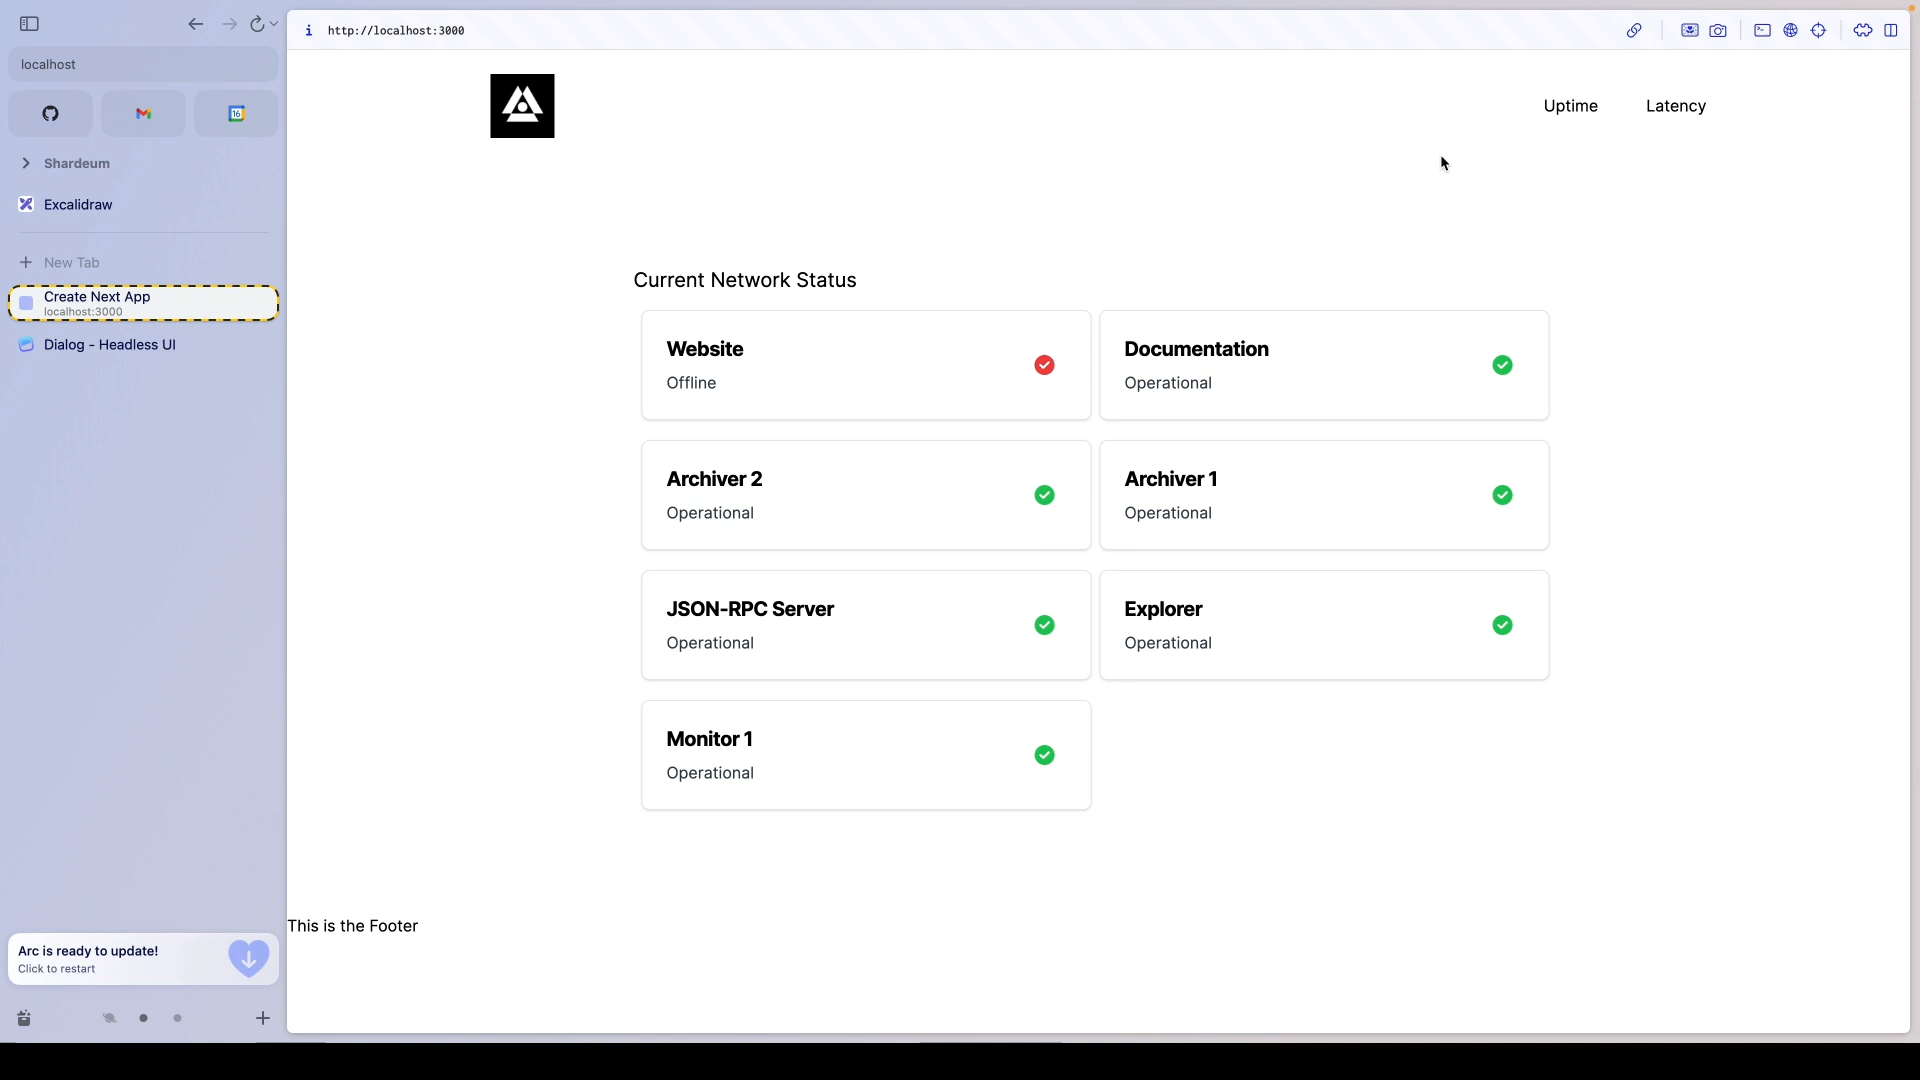 i http://localhost:3000
localhost
16
Shardeum
Excalidraw
New Tab
Create Next App
localhost:3000
Dialog - Headless UI
Uptime Latency
Current Network Status
Website
Offline
Documentation
Operational
Archiver 2
Operational
Archiver 1
Operational
JSON-RPC Server
Operational
Explorer
Operational
Monitor 1
Operational
This is the Footer
Arc is ready to update!
Click to restart